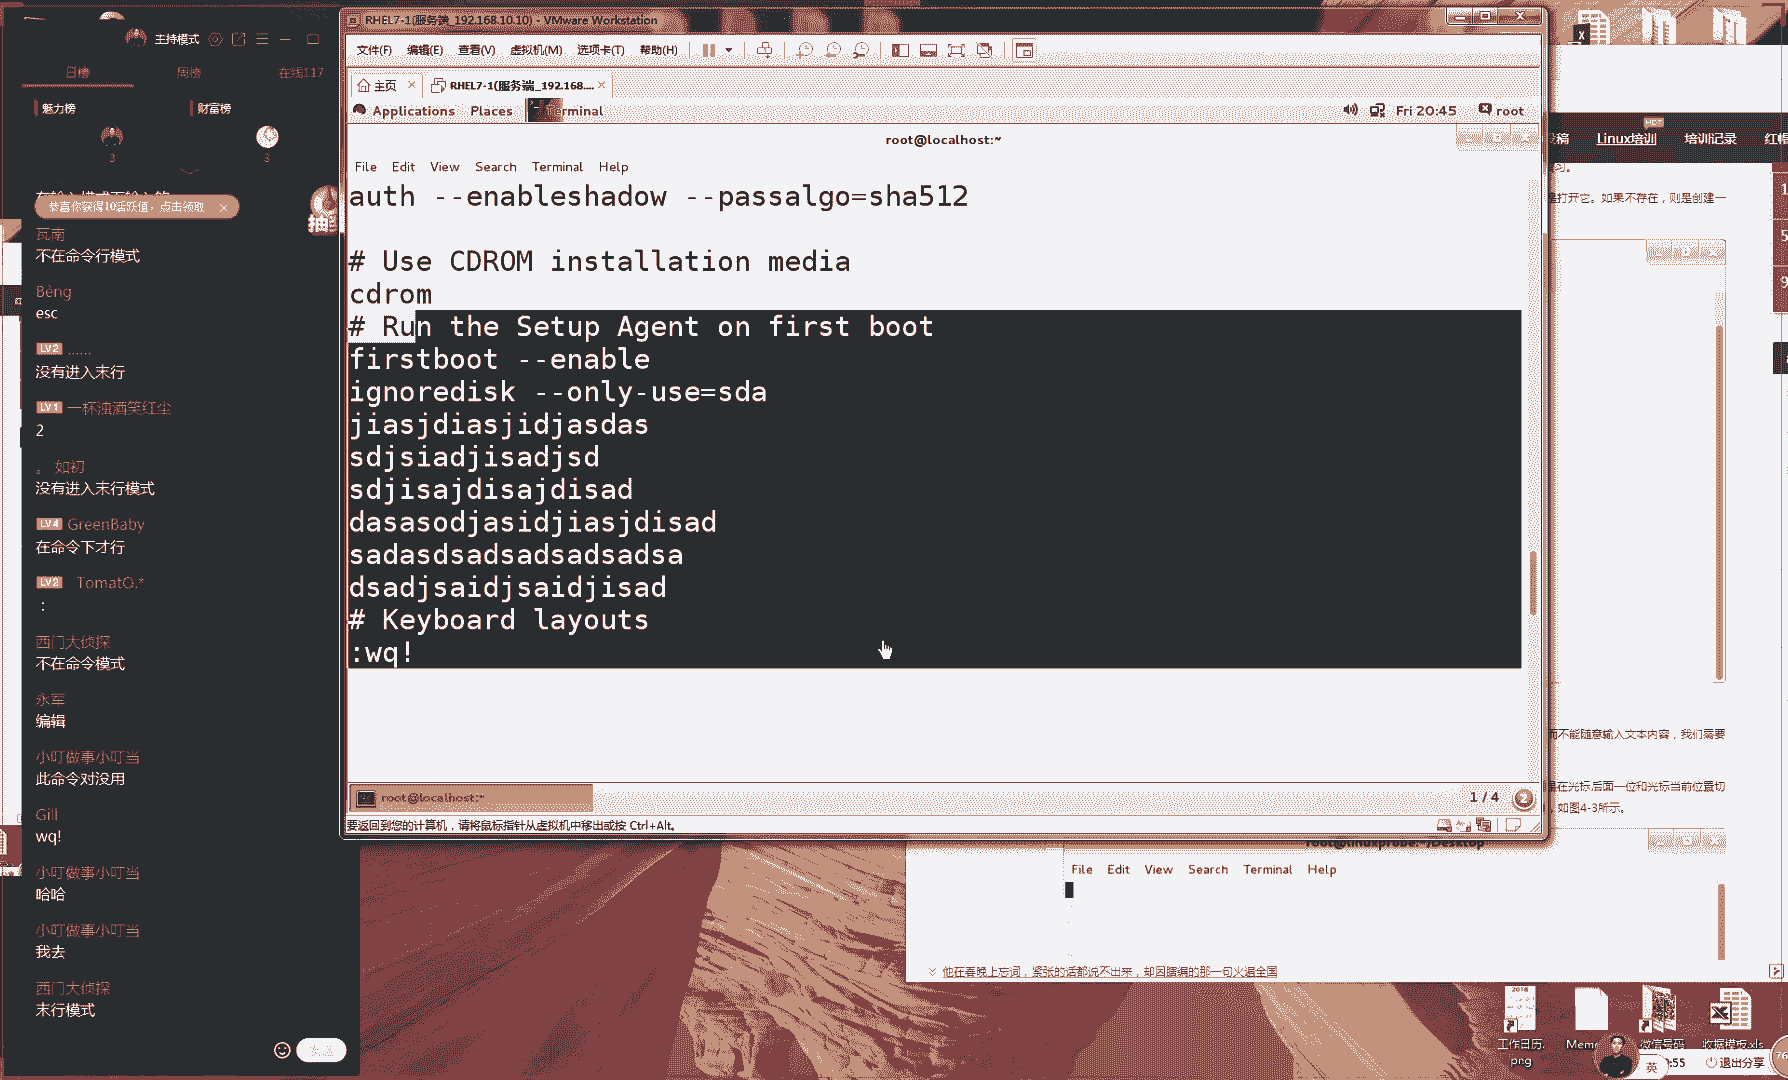 主持模式
日榜
周榜
在线117
魅力榜
财富榜
3
3
恭喜你获得10活跃值，点击领取
抽
瓦南
不在命令行模式
Bèng
esc
LV2 ......
没有进入末行
LV1 一杯浊酒笑红尘
2
。 如初
没有进入末行模式
LV4 GreenBaby
在命令下才行
LV2 TomatO.*
：
西门大侦探
不在命令模式
永军
编辑
小叮做事小叮当
此命令对没用
Gill
wq!
小叮做事小叮当
哈哈
小叮做事小叮当
我去
西门大侦探
末行模式
RHEL7-1(服务端_192.168.10.10) - VMware Workstation
文件(F) 编辑(E) 查看(V) 虚拟机(M) 选项卡(T) 帮助(H)
主页
RHEL7-1(服务端_192.168....
Applications Places Terminal
Fri 20:45
root
root@localhost:~
File Edit View Search Terminal Help
auth --enableshadow --passalgo=sha512
# Use CDROM installation media
cdrom
# Run the Setup Agent on first boot
firstboot --enable
ignoredisk --only-use=sda
jiasjdiasjidjasdas
sdjsiadjisadjsd
sdjisajdisajdisad
dasasodjasidjiasjdisad
sadasdsadsadsadsadsa
dsadjsaidjsaidjisad
# Keyboard layouts
:wq!
root@localhost:~
1 / 4
要返回到您的计算机，请将鼠标指针从虚拟机中移出或按 Ctrl+Alt。
HOT
Linux培训
培训记录
打开它。如果不存在，则是创建一
而不能随意输入文本内容，我们需要
是在光标后面一位和光标当前位置切
，如图4-3所示。
root@linuxprobe:~/Desktop
File Edit View Search Terminal Help
他在春晚上忘词，紧张的话都说不出来，却因瞎编的那一句火遍全国
工作日历.
png
微信号码
收据模板.xls
英
:55
退出分享
76